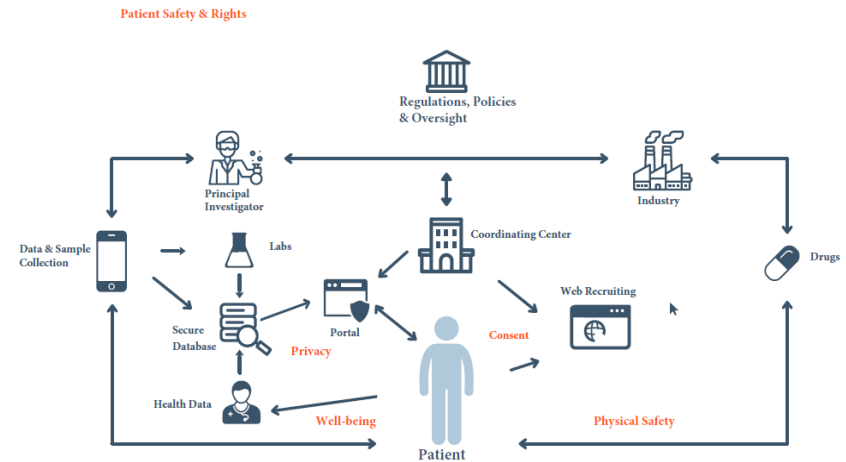 Patient Safety & Rights
Regulations, Policies
& Oversight
Principal
Investigator
Industry
Data & Sample
Collection
Labs
Coordinating Center
Drugs
Web Recruiting
Secure
Database
Portal
Privacy
Consent
Health Data
Well-being
Physical Safety
Patient